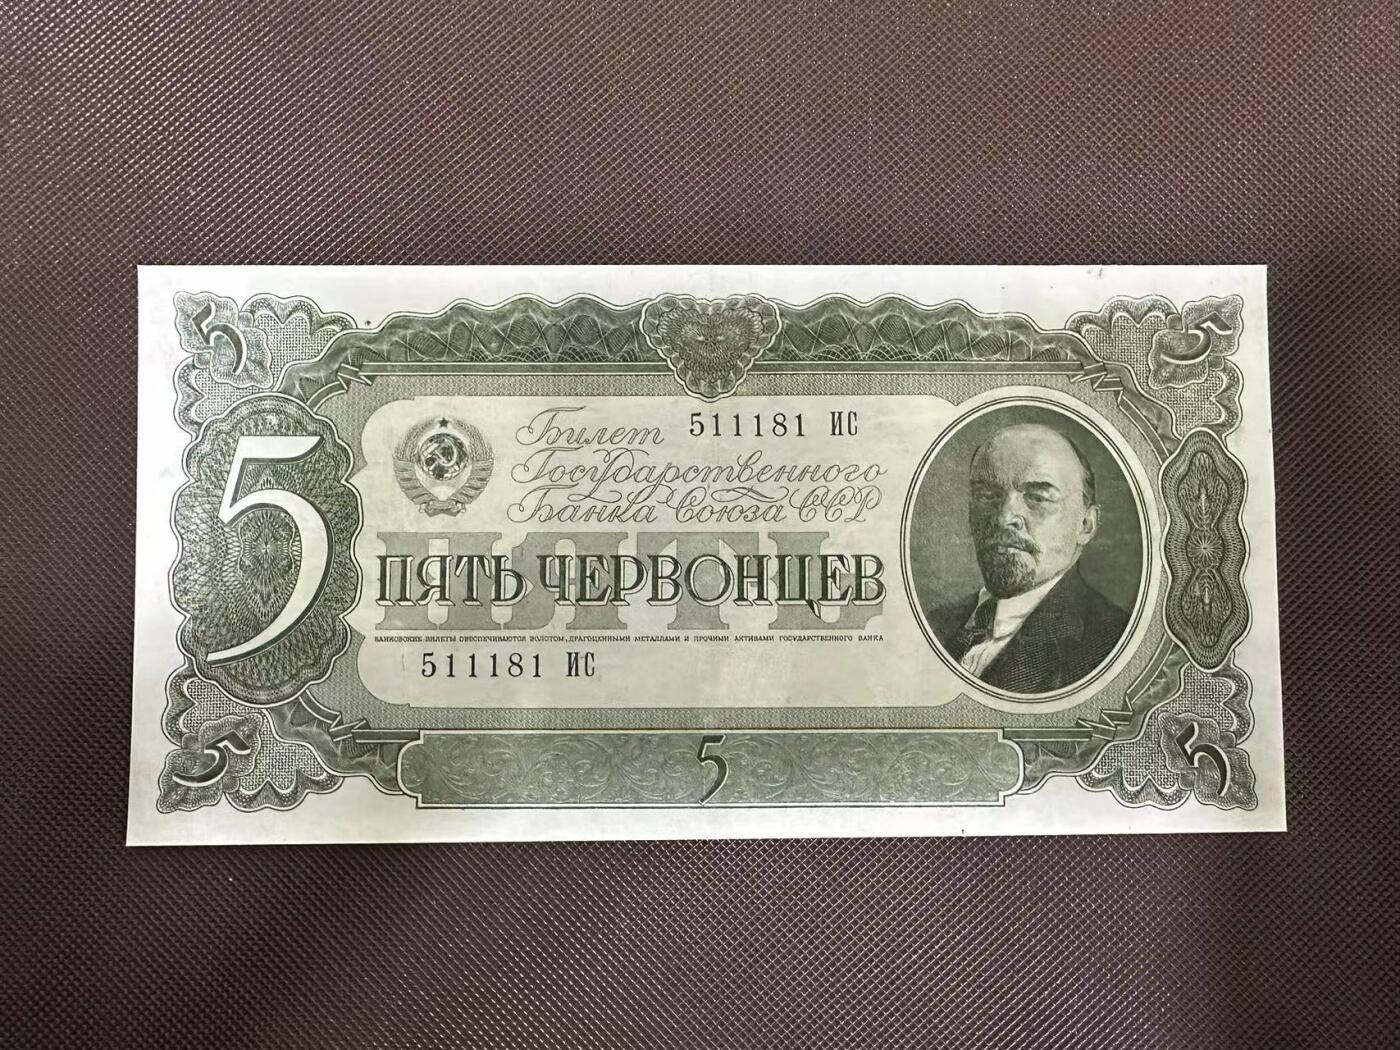 5 5
Билет 511181 ИС
Государственного
Банка Союза ССР
5
ПЯТЬ
ПЯТЬ ЧЕРВОНЦЕВ
БАНКОВСКИЕ БИЛЕТЫ ОБЕСПЕЧИВАЮТСЯ ЗОЛОТОМ, ДРАГОЦЕННЫМИ МЕТАЛЛАМИ И ПРОЧИМИ АКТИВАМИ ГОСУДАРСТВЕННОГО БАНКА
511181 ИС
5 5 5